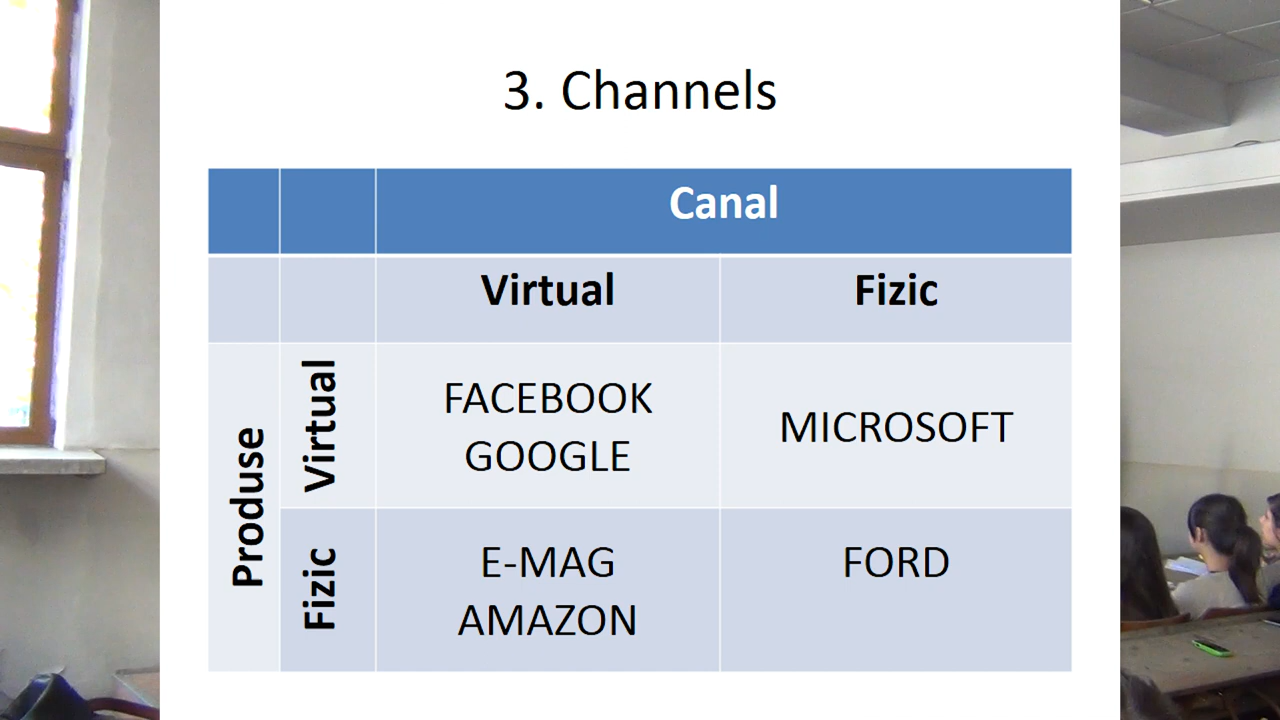 3. Channels
Canal
Virtual Fizic
Produse
Virtual
FACEBOOK
GOOGLE
MICROSOFT
Fizic
E-MAG
AMAZON
FORD